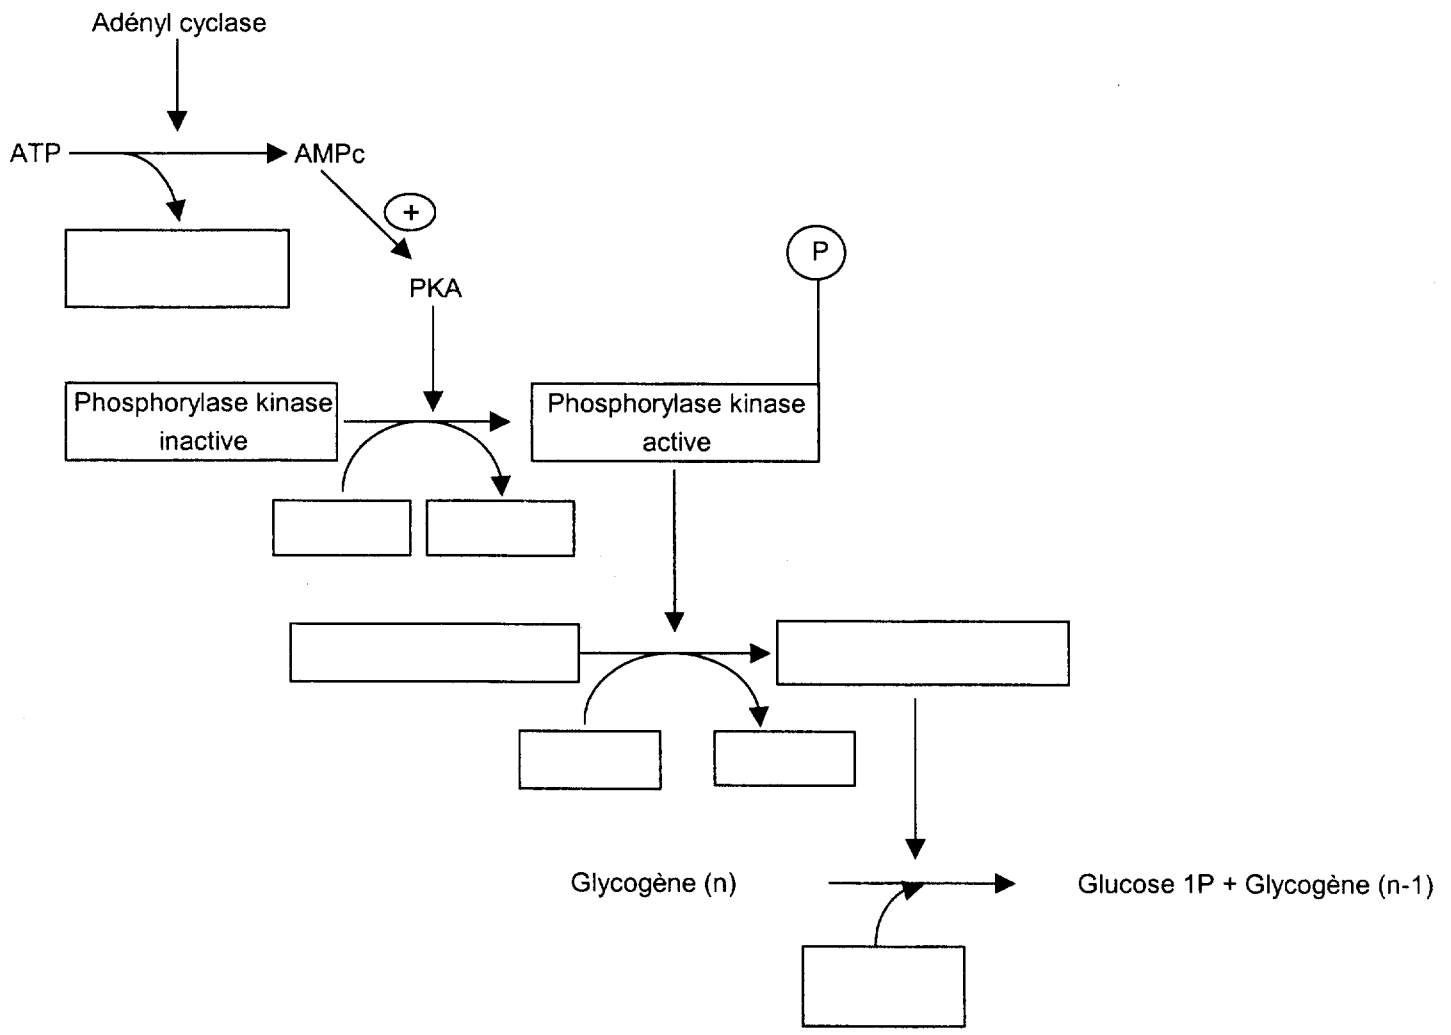 Adényl cyclase
ATP
AMPc
+
P
PKA
Phosphorylase kinase
inactive
Phosphorylase kinase
active
Glycogène (n)
Glucose 1P + Glycogène (n-1)